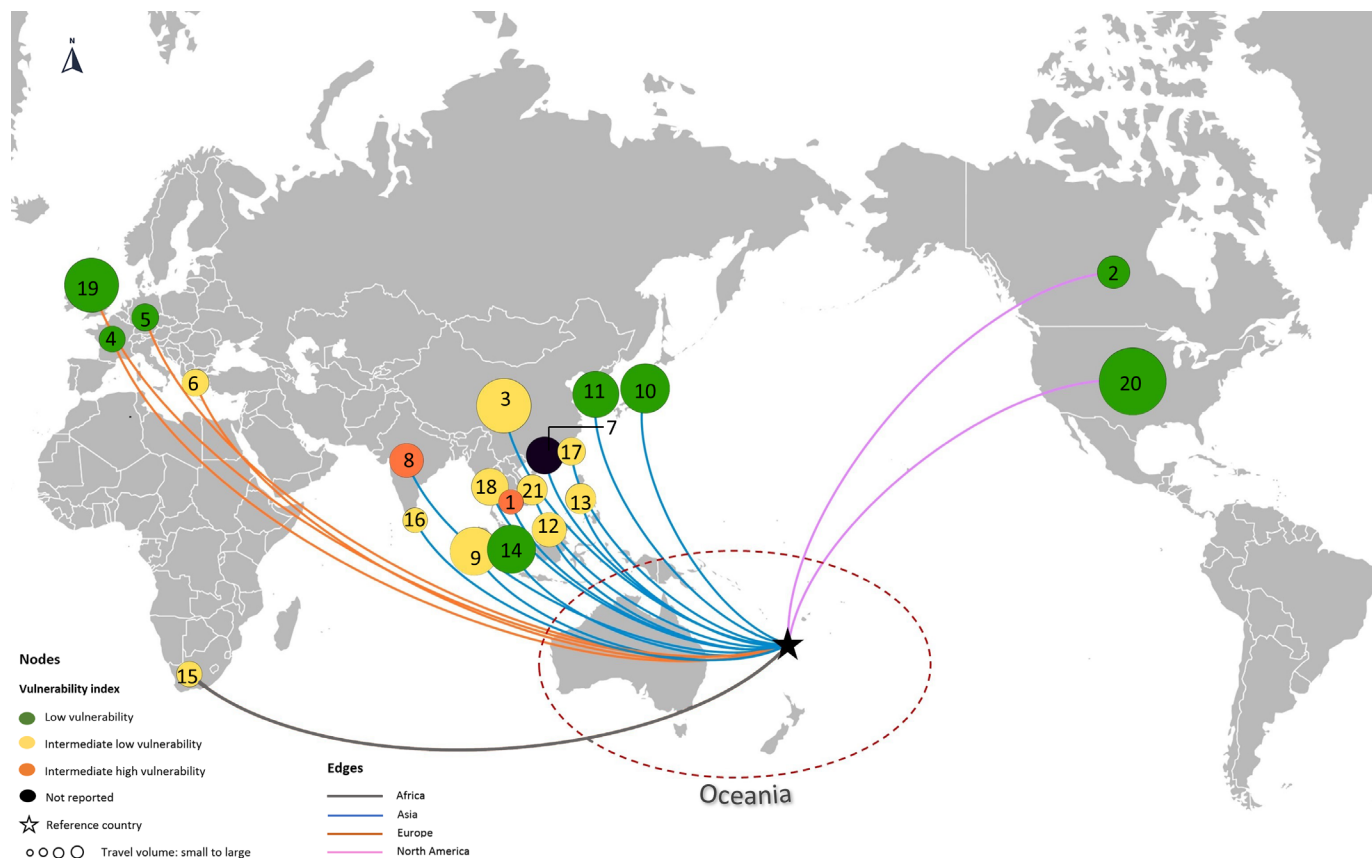 N
19
2
5
4
20
6
3
11
10
7
8
17
18
21
1
13
16
12
9
14
15
Oceania
Nodes
Vulnerability index
Low vulnerability
Intermediate low vulnerability
Intermediate high vulnerability
Not reported
Reference country
Travel volume: small to large
Edges
Africa
Asia
Europe
North America